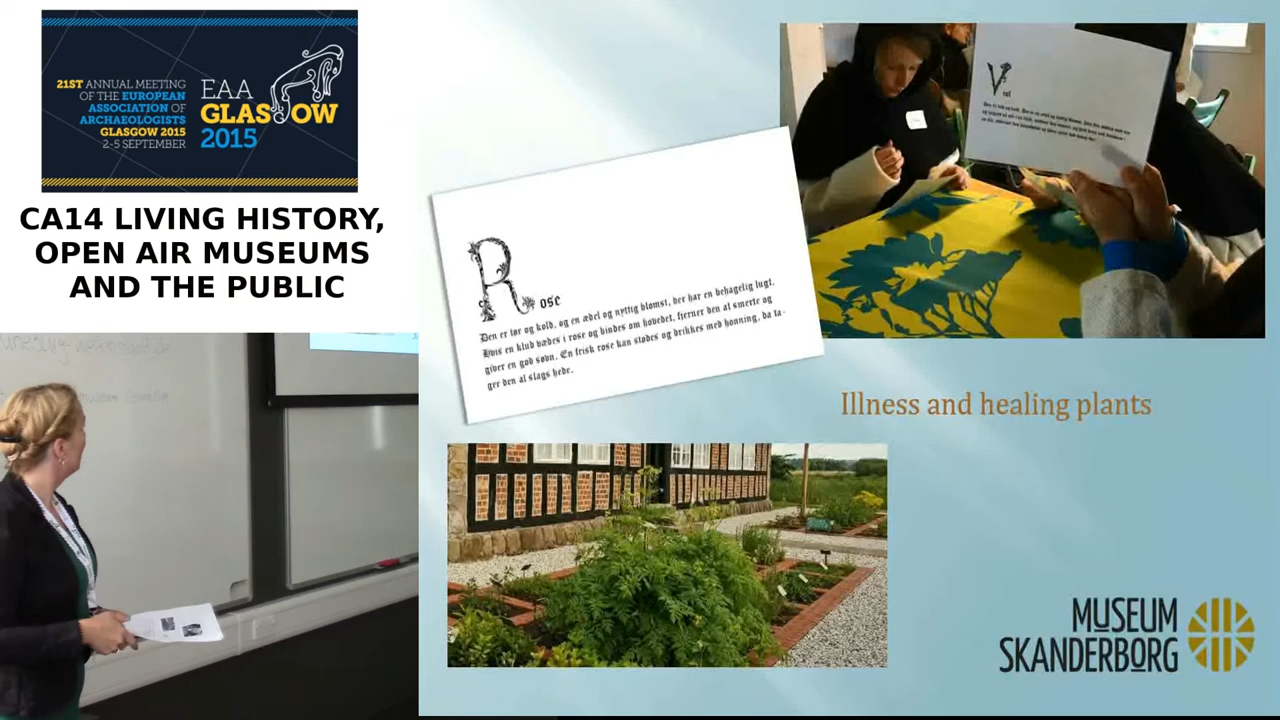 21ST ANNUAL MEETING
OF THE EUROPEAN
ASSOCIATION OF
ARCHAEOLOGISTS
GLASGOW 2015
2-5 SEPTEMBER
EAA
GLASGOW
2015
CA14 LIVING HISTORY,
OPEN AIR MUSEUMS
AND THE PUBLIC
Rose
Den er tør og kold, og en ædel og nyttig blomst, der har en behagelig lugt.
Hvis en klud vædes i rose og bindes om hovedet, fjerner den al smerte og
giver en god søvn. En frisk rose kan stødes og drikkes med honning, da ta-
ger den al slags hede.
Illness and healing plants
MUSEUM
SKANDERBORG